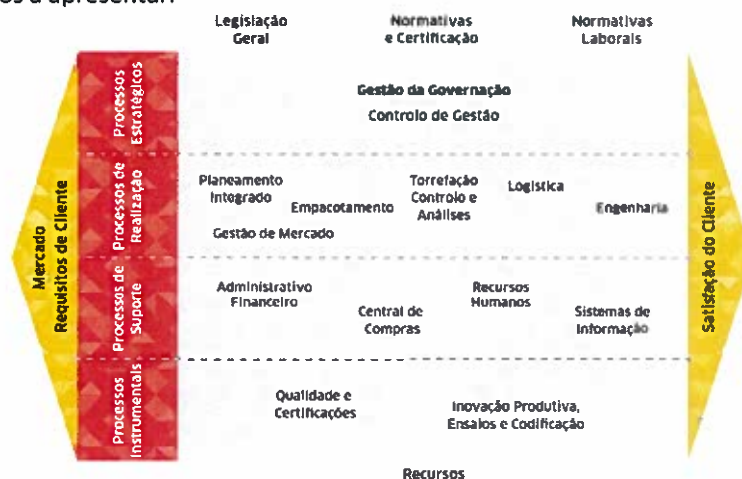 os a apresentar.
Legislação
Geral
Normativas
e Certificação
Normativas
Laborais
Mercado
Requisitos de Cliente
Processos
Estratégicos
Gestão da Governação
Controlo de Gestão
Processos de
Realização
Planeamento
Integrado
Empacotamento
Torrefação
Controlo e
Análises
Logística
Engenharia
Gestão de Mercado
Processos de
Suporte
Administrativo
Financeiro
Central de
Compras
Recursos
Humanos
Sistemas de
Informação
Processos
Instrumentais
Qualidade e
Certificações
Inovação Produtiva,
Ensaios e Codificação
Satisfação do Cliente
Recursos